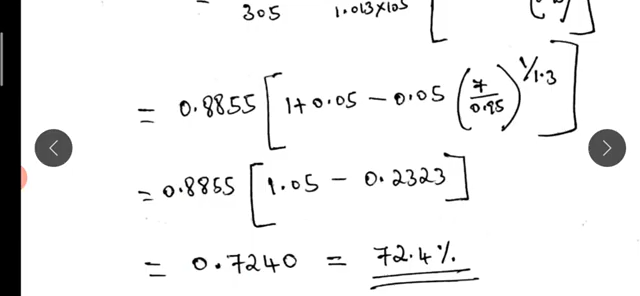 = 305 1.013×10⁵ [ ]
= 0.8855 [1+0.05 − 0.05 (7/0.95)^1/1.3]
= 0.8855 [1.05 − 0.2323]
= 0.7240 = 72.4%